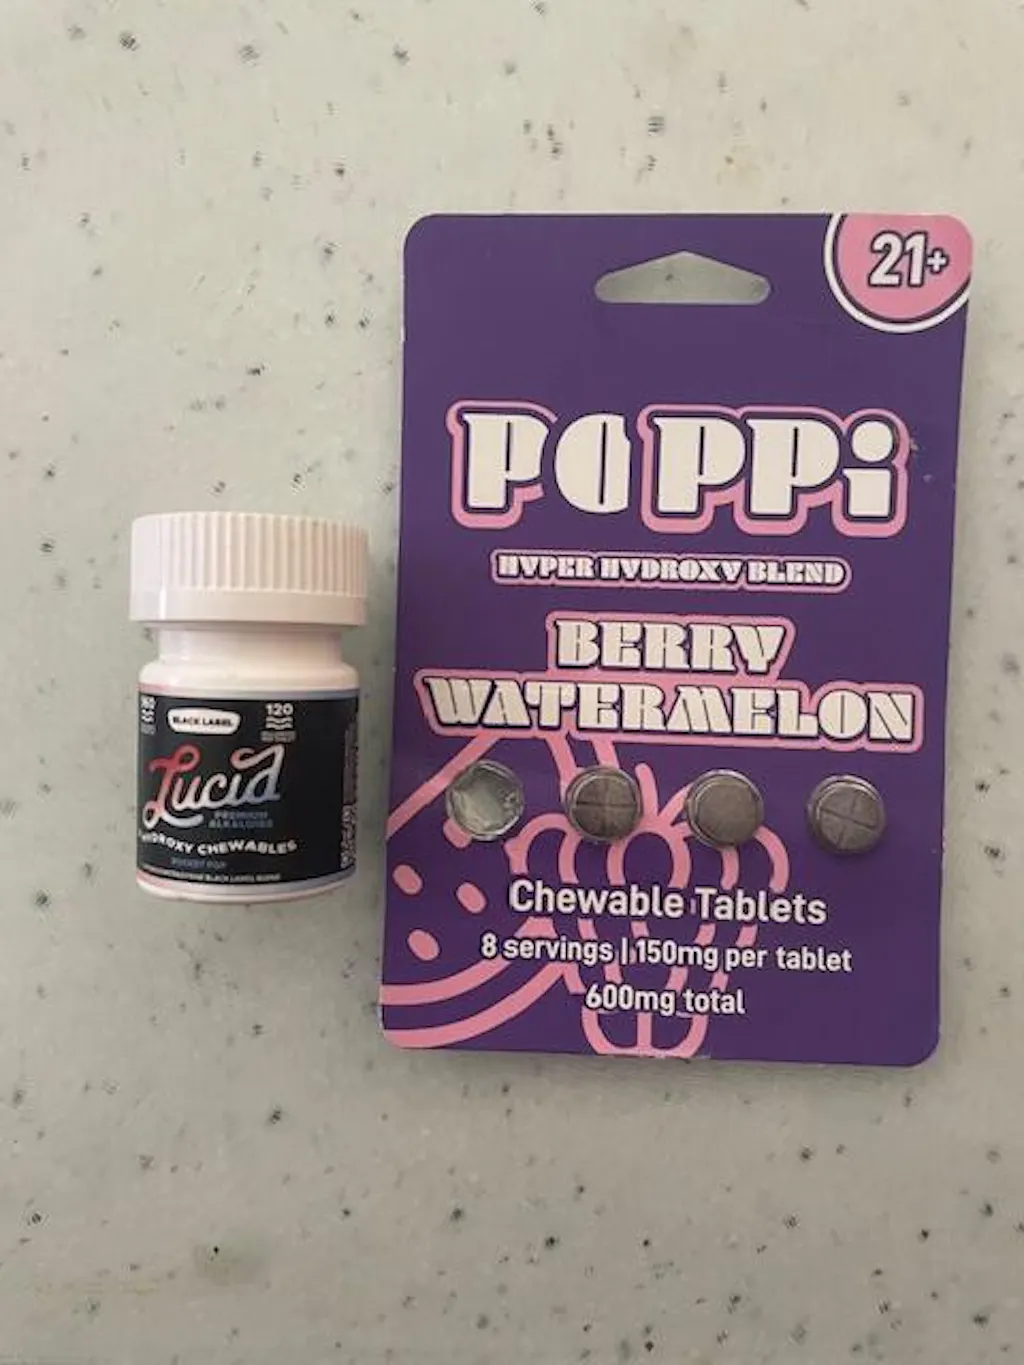 BLACK LABEL
120
Lucid
PREMIUM
ALKALOIDS
HYDROXY CHEWABLES
21+
POPPi
HYPER HYDROXY BLEND
BERRY
WATERMELON
Chewable Tablets
8 servings | 150mg per tablet
600mg total